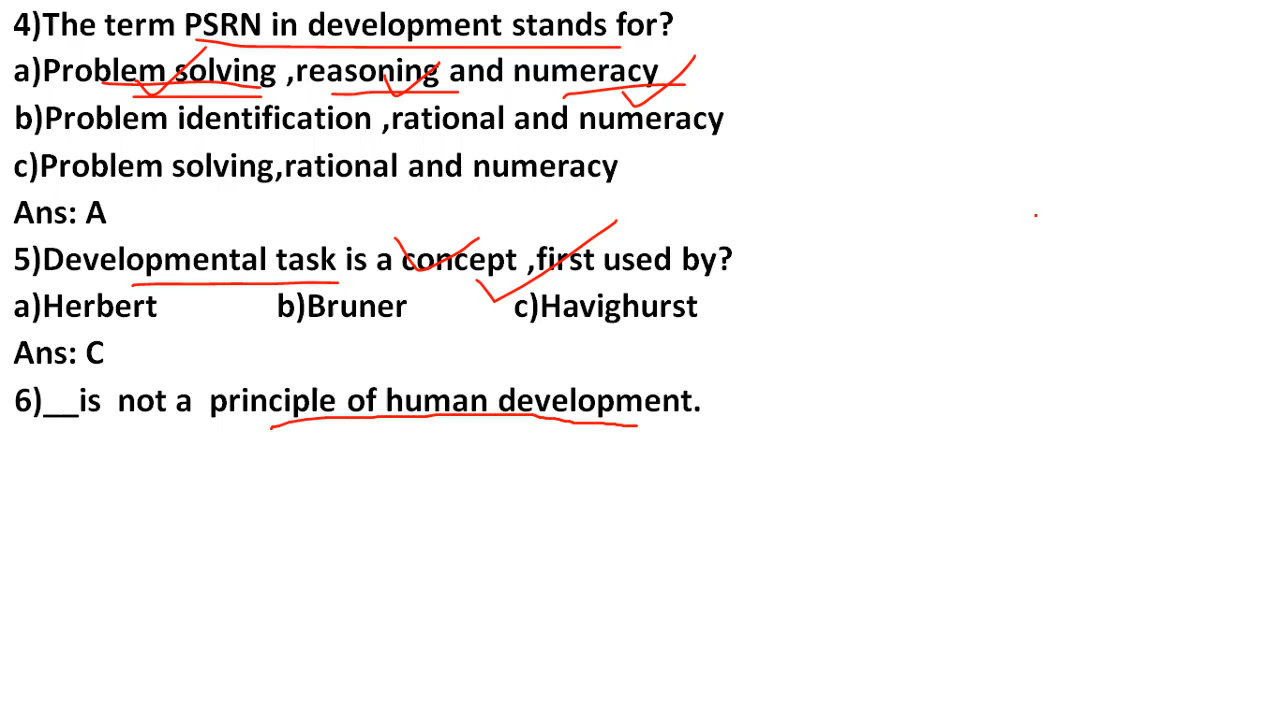 4)The term PSRN in development stands for?
a)Problem solving ,reasoning and numeracy
b)Problem identification ,rational and numeracy
c)Problem solving,rational and numeracy
Ans: A
5)Developmental task is a concept ,first used by?
a)Herbert b)Bruner c)Havighurst
Ans: C
6)__is not a principle of human development.